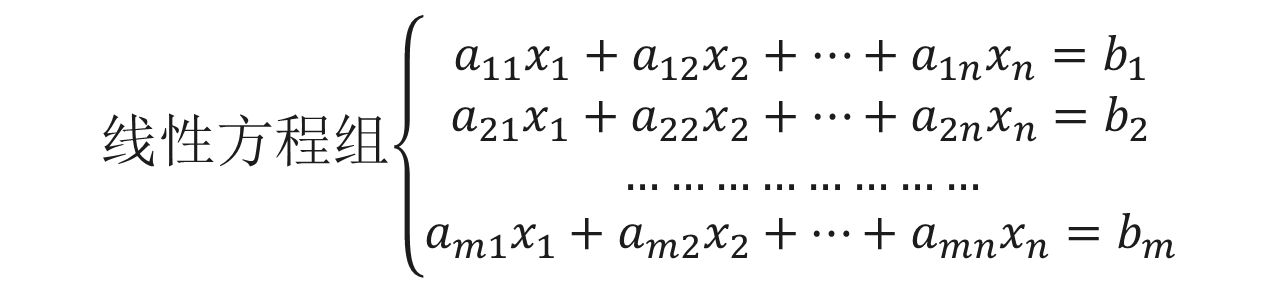 a₁₁x₁ + a₁₂x₂ + ⋯ + a₁ₙxₙ = b₁
a₂₁x₁ + a₂₂x₂ + ⋯ + a₂ₙxₙ = b₂
线性方程组
… … … … … … … …
aₘ₁x₁ + aₘ₂x₂ + ⋯ + aₘₙxₙ = bₘ